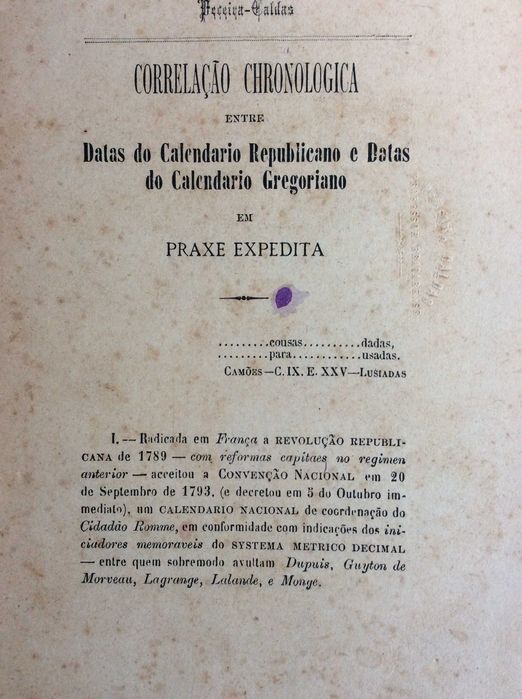 Pereira-Caldas
CORRELAÇÃO CHRONOLOGICA
ENTRE
Datas do Calendario Republicano e Datas
do Calendario Gregoriano
EM
PRAXE EXPEDITA
.........cousas..........dadas,
.........para............usadas.
CAMÕES—C. IX. E. XXV—LUSIADAS
I.— Radicada em França a REVOLUÇÃO REPUBLI-
CANA de 1789 — com reformas capitaes no regimen
anterior — acceitou a CONVENÇÃO NACIONAL em 20
de Septembro de 1793, (e decretou em 5 do Outubro im-
mediato), um CALENDARIO NACIONAL de coordenação do
Cidadão Romme, em conformidade com indicações dos ini-
ciadores memoraveis do SYSTEMA METRICO DECIMAL
— entre quem sobremodo avultam Dupuis, Guyton de
Morveau, Lagrange, Lalande, e Monge.